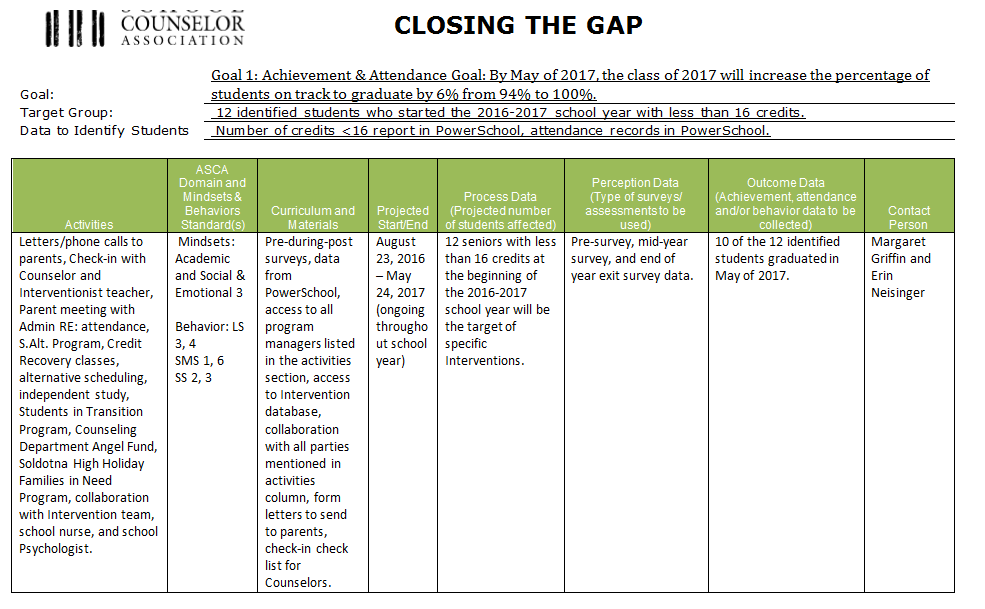 COUNSELOR
ASSOCIATION
CLOSING THE GAP
Goal: Goal 1: Achievement & Attendance Goal: By May of 2017, the class of 2017 will increase the percentage of
students on track to graduate by 6% from 94% to 100%.
Target Group: 12 identified students who started the 2016-2017 school year with less than 16 credits.
Data to Identify Students Number of credits <16 report in PowerSchool, attendance records in PowerSchool.
Activities
ASCA
Domain and
Mindsets &
Behaviors
Standard(s)
Curriculum and
Materials
Projected
Start/End
Process Data
(Projected number
of students affected)
Perception Data
(Type of surveys/
assessments to be
used)
Outcome Data
(Achievement, attendance
and/or behavior data to be
collected)
Contact
Person
Letters/phone calls to
parents, Check-in with
Counselor and
Interventionist teacher,
Parent meeting with
Admin RE: attendance,
S.Alt. Program, Credit
Recovery classes,
alternative scheduling,
independent study,
Students in Transition
Program, Counseling
Department Angel Fund,
Soldotna High Holiday
Families in Need
Program, collaboration
with Intervention team,
school nurse, and school
Psychologist.
Mindsets:
Academic
and Social &
Emotional 3
Behavior: LS
3, 4
SMS 1, 6
SS 2, 3
Pre-during-post
surveys, data
from
PowerSchool,
access to all
program
managers listed
in the activities
section, access
to Intervention
database,
collaboration
with all parties
mentioned in
activities
column, form
letters to send
to parents,
check-in check
list for
Counselors.
August
23, 2016
– May
24, 2017
(ongoing
througho
ut school
year)
12 seniors with less
than 16 credits at
the beginning of
the 2016-2017
school year will be
the target of
specific
Interventions.
Pre-survey, mid-year
survey, and end of
year exit survey data.
10 of the 12 identified
students graduated in
May of 2017.
Margaret
Griffin and
Erin
Neisinger